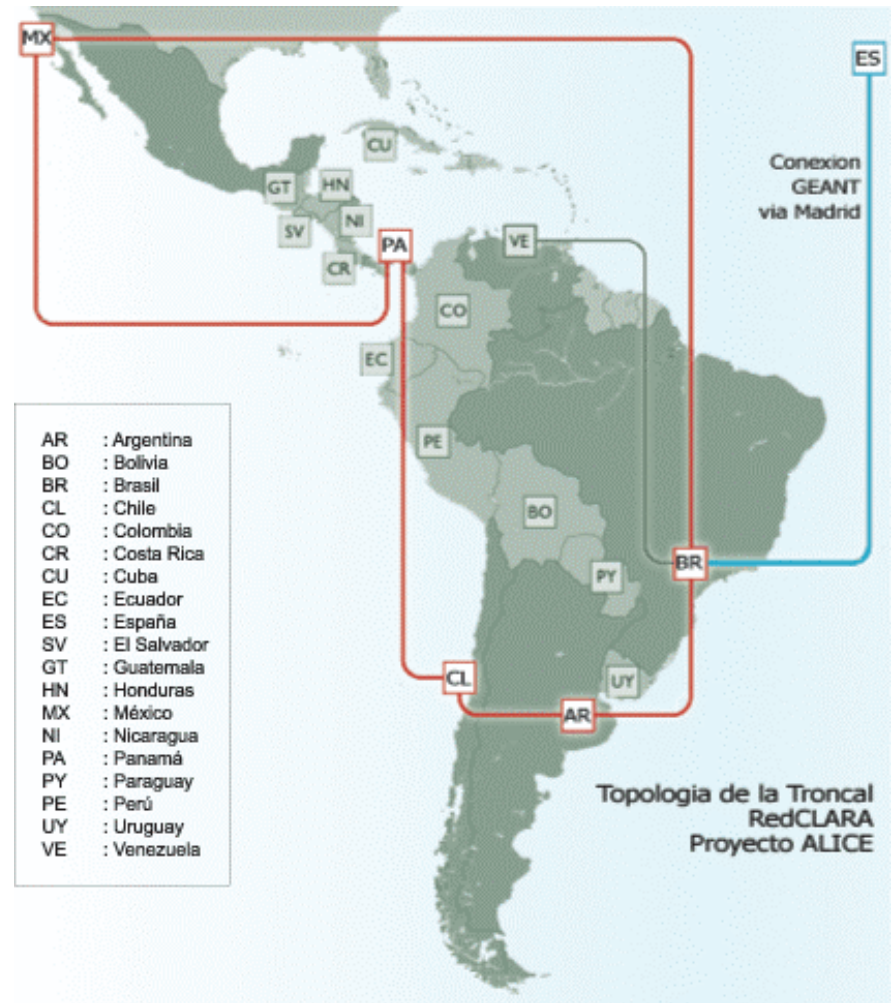 MX
ES
CU
Conexion
GEANT
via Madrid
GT
HN
NI
SV
PA
VE
CR
CO
EC
PE
BO
BR
PY
CL
UY
AR
AR : Argentina
BO : Bolivia
BR : Brasil
CL : Chile
CO : Colombia
CR : Costa Rica
CU : Cuba
EC : Ecuador
ES : España
SV : El Salvador
GT : Guatemala
HN : Honduras
MX : México
NI : Nicaragua
PA : Panamá
PY : Paraguay
PE : Perú
UY : Uruguay
VE : Venezuela
Topologia de la Troncal
RedCLARA
Proyecto ALICE